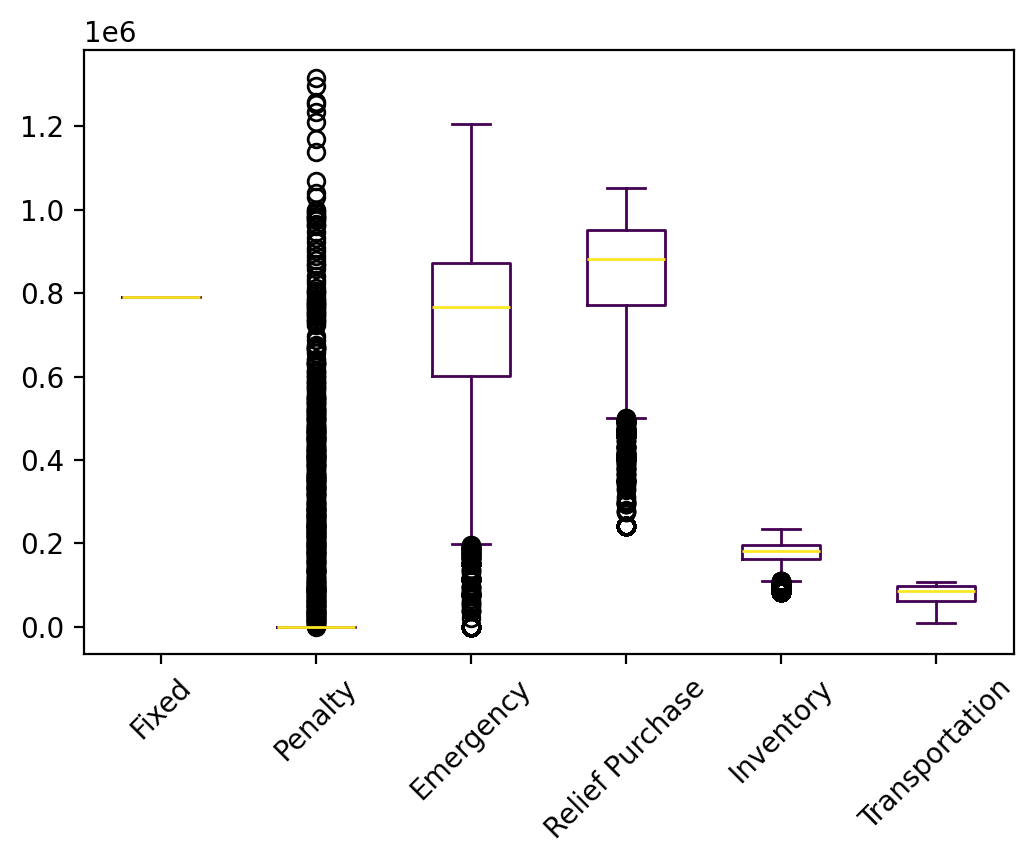 1e6
1.2
1.0
0.8
0.6
0.4
0.2
0.0
Fixed
Penalty
Emergency
Relief Purchase
Inventory
Transportation